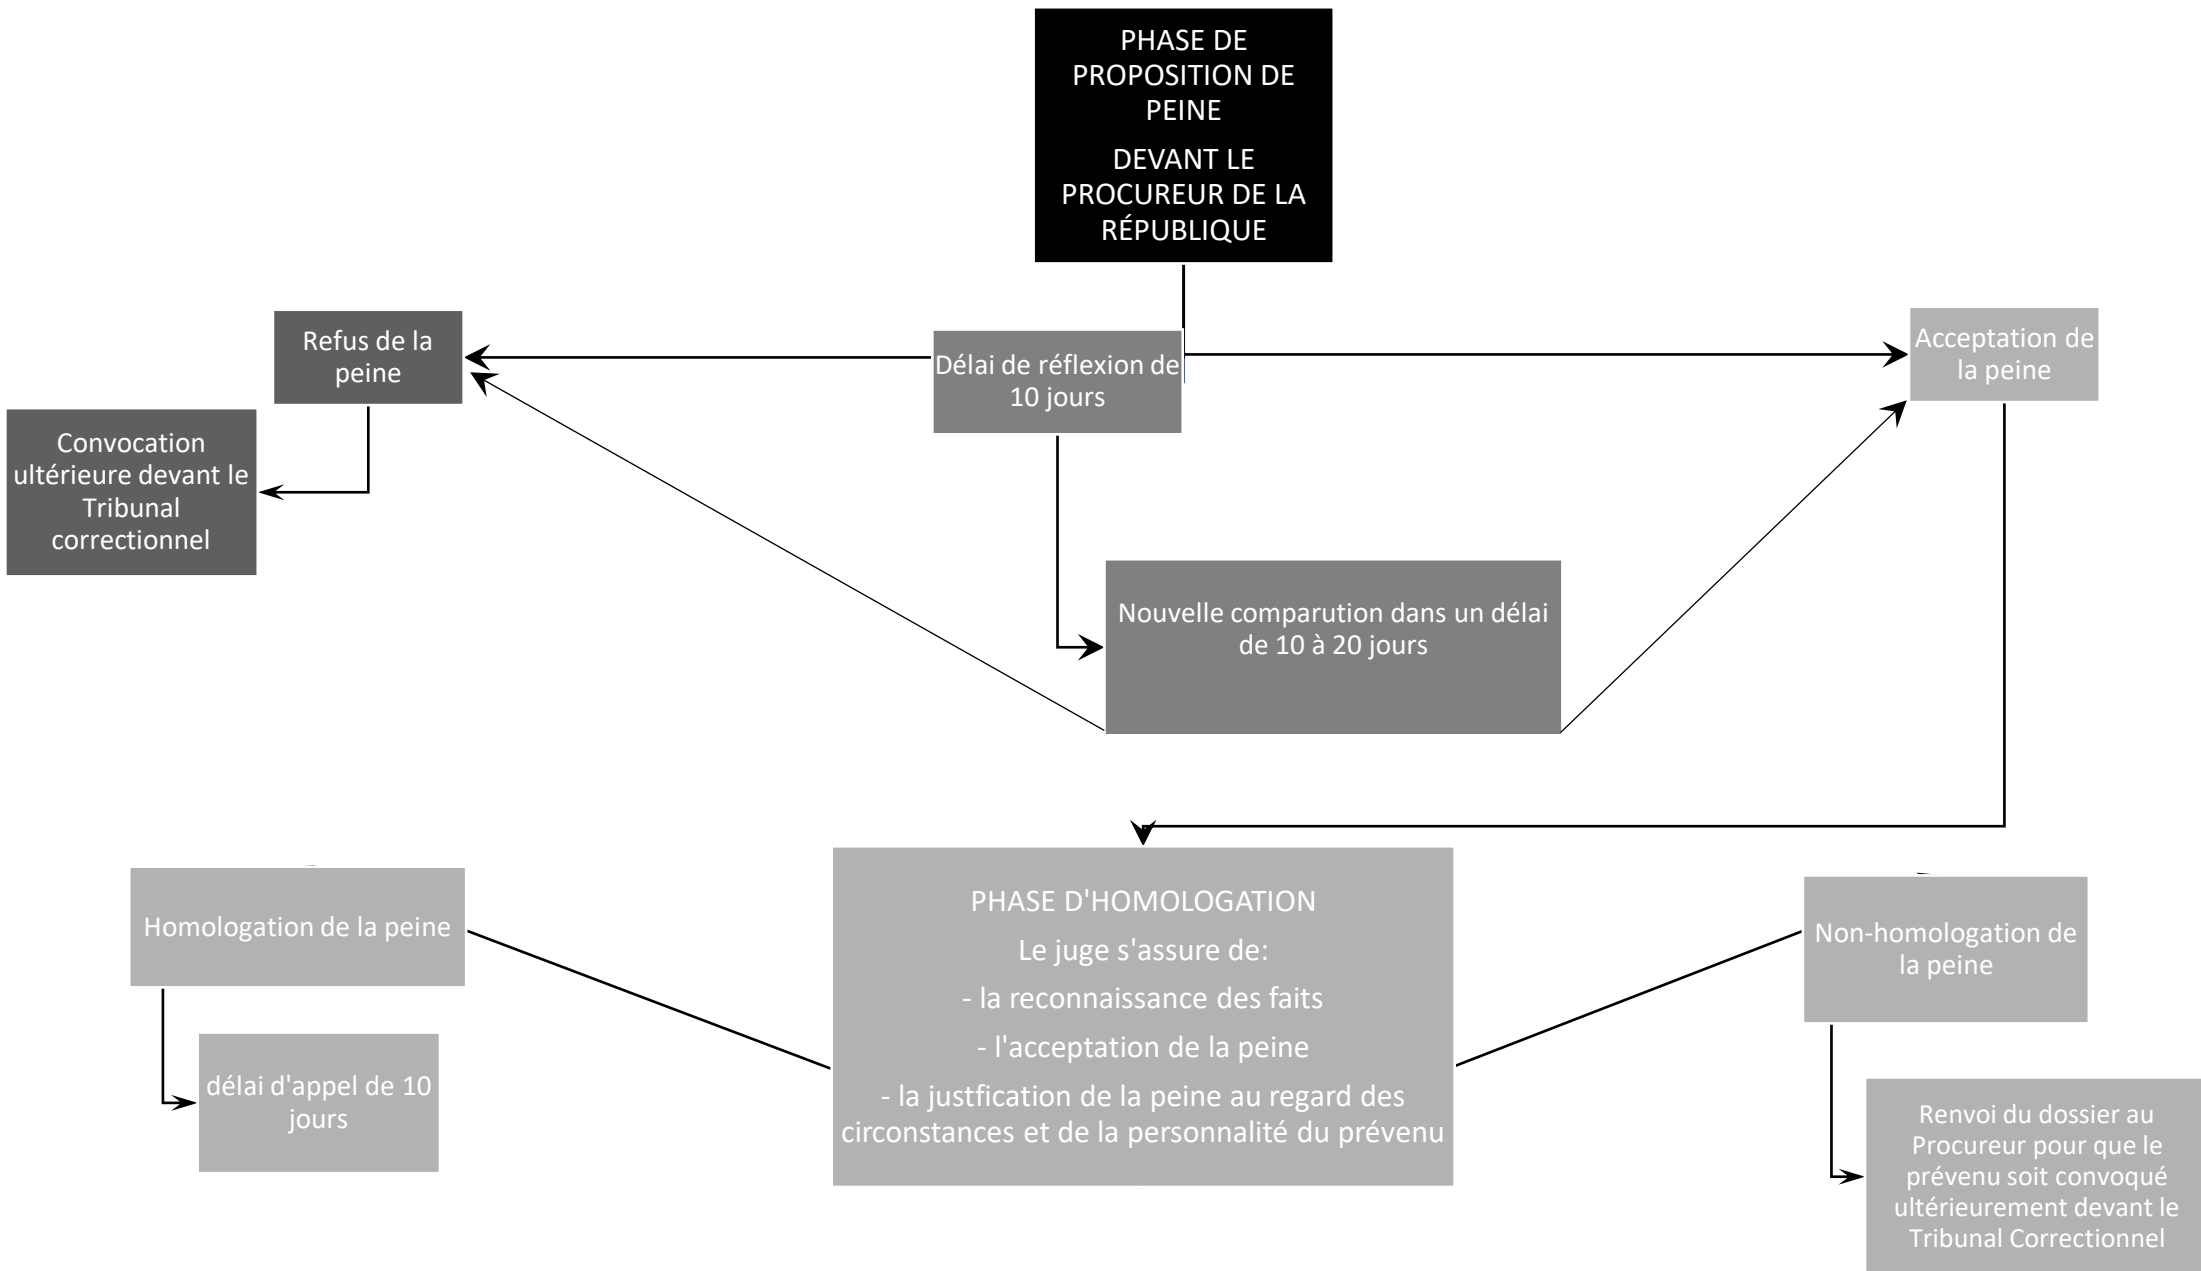 PHASE DE
PROPOSITION DE
PEINE
DEVANT LE
PROCUREUR DE LA
RÉPUBLIQUE
Refus de la
peine
Délai de réflexion de
10 jours
Acceptation de
la peine
Convocation
ultérieure devant le
Tribunal
correctionnel
Nouvelle comparution dans un délai
de 10 à 20 jours
Homologation de la peine
délai d'appel de 10
jours
PHASE D'HOMOLOGATION
Le juge s'assure de:
- la reconnaissance des faits
- l'acceptation de la peine
- la justfication de la peine au regard des
circonstances et de la personnalité du prévenu
Non-homologation de
la peine
Renvoi du dossier au
Procureur pour que le
prévenu soit convoqué
ultérieurement devant le
Tribunal Correctionnel